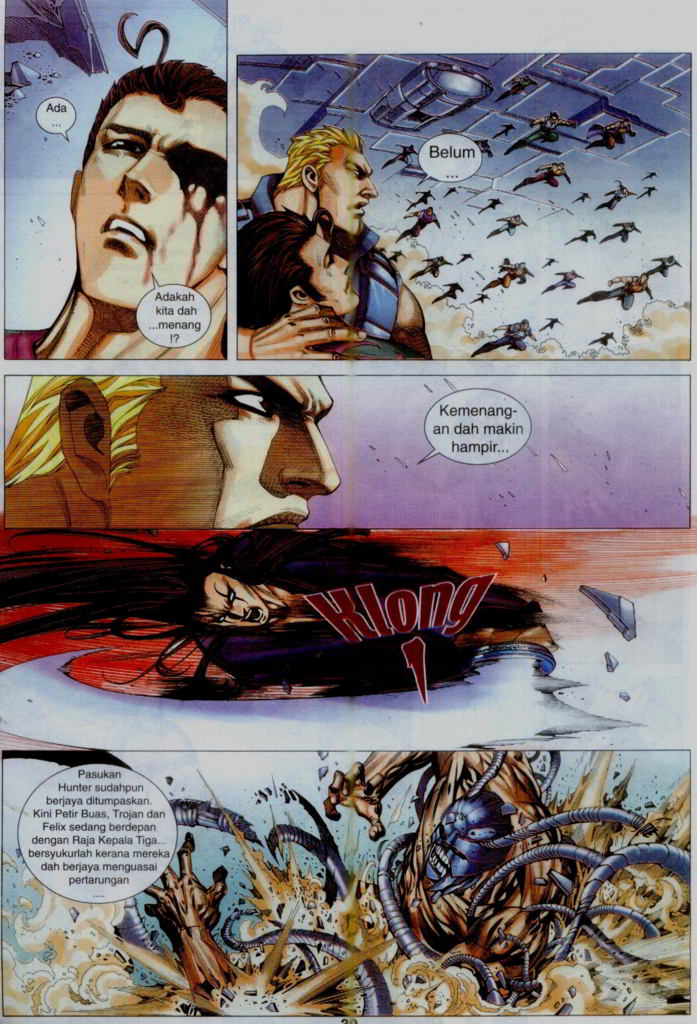 Ada
...
Adakah
kita dah
...menang
!?
Belum
...
Kemenang-
an dah makin
hampir...
Klong
1
Pasukan
Hunter sudahpun
berjaya ditumpaskan.
Kini Petir Buas, Trojan dan
Felix sedang berdepan
dengan Raja Kepala Tiga...
bersyukurlah kerana mereka
dah berjaya menguasai
pertarungan
....